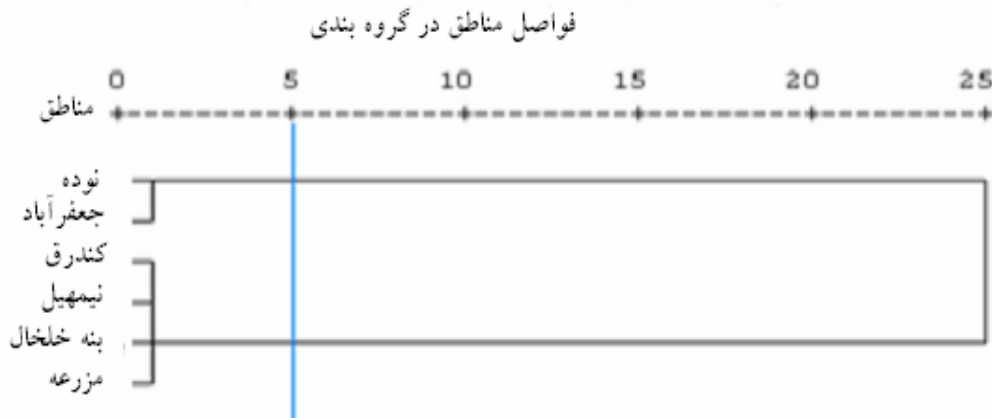 فواصل مناطق در گروه بندی
0 5 10 15 20 25
مناطق
نوده
جعفرآباد
کندرق
نیمهیل
بنه خلخال
مزرعه